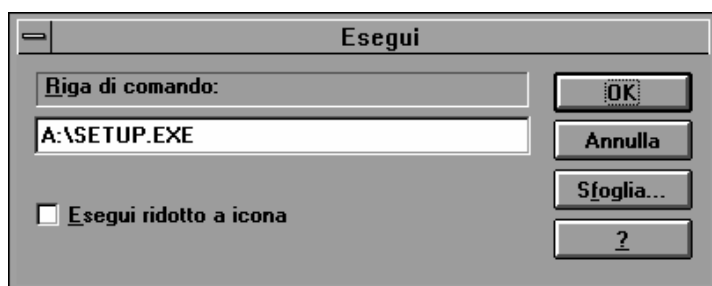 Esegui
Riga di comando:
OK
A:\SETUP.EXE
Annulla
Sfoglia...
Esegui ridotto a icona
?